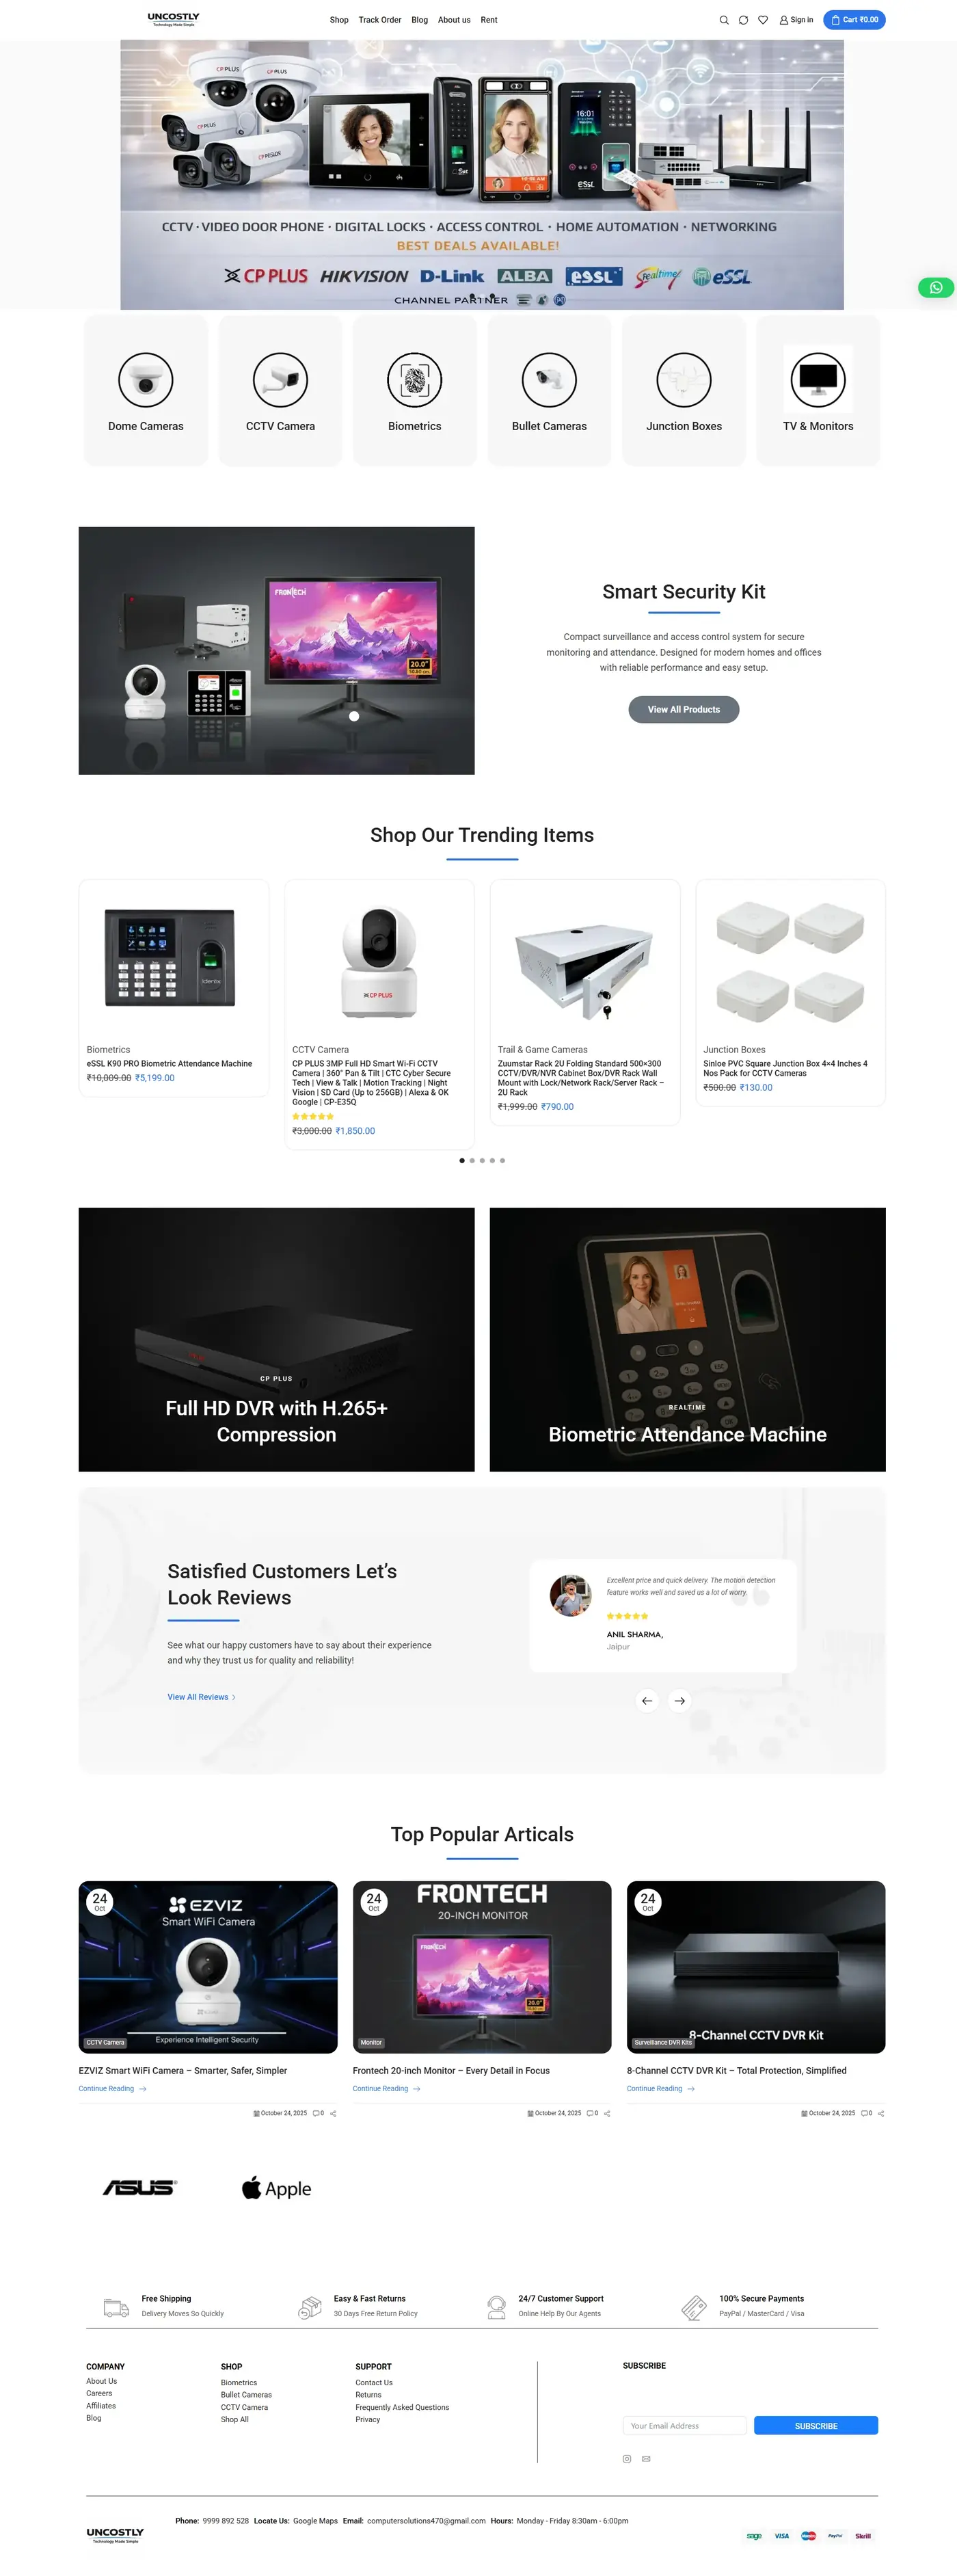 UNCOSTLY
Technology Made Simple
Shop Track Order Blog About us Rent
Sign in
Cart ₹0.00
CP PLUS
CP PLUS
CP PLUS
16:01
eSSL
CCTV · VIDEO DOOR PHONE · DIGITAL LOCKS · ACCESS CONTROL · HOME AUTOMATION · NETWORKING
BEST DEALS AVAILABLE!
CP PLUS HIKVISION D-Link ALBA essl Realtime eSSL
CHANNEL PARTNER
Dome Cameras
CCTV Camera
Biometrics
Bullet Cameras
Junction Boxes
TV & Monitors
FRONTECH
20.0"
Smart Security Kit
Compact surveillance and access control system for secure
monitoring and attendance. Designed for modern homes and offices
with reliable performance and easy setup.
View All Products
Shop Our Trending Items
identix
Biometrics
eSSL K90 PRO Biometric Attendance Machine
₹10,009.00 ₹5,199.00
CP PLUS
CCTV Camera
CP PLUS 3MP Full HD Smart Wi-Fi CCTV
Camera | 360° Pan & Tilt | CTC Cyber Secure
Tech | View & Talk | Motion Tracking | Night
Vision | SD Card (Up to 256GB) | Alexa & OK
Google | CP-E35Q
₹3,000.00 ₹1,850.00
Trail & Game Cameras
Zuumstar Rack 2U Folding Standard 500×300
CCTV/DVR/NVR Cabinet Box/DVR Rack Wall
Mount with Lock/Network Rack/Server Rack –
2U Rack
₹1,999.00 ₹790.00
Junction Boxes
Sinloe PVC Square Junction Box 4×4 Inches 4
Nos Pack for CCTV Cameras
₹500.00 ₹130.00
CP PLUS
Full HD DVR with H.265+
Compression
REALTIME
Biometric Attendance Machine
Satisfied Customers Let's
Look Reviews
See what our happy customers have to say about their experience
and why they trust us for quality and reliability!
View All Reviews
Excellent price and quick delivery. The motion detection
feature works well and saved us a lot of worry.
ANIL SHARMA,
Jaipur
Top Popular Articals
24
Oct
EZVIZ
Smart WiFi Camera
EZVIZ
Experience Intelligent Security
CCTV Camera
EZVIZ Smart WiFi Camera – Smarter, Safer, Simpler
Continue Reading
October 24, 2025 0
24
Oct
FRONTECH
20-INCH MONITOR
FRONTECH
20.0"
Monitor
Frontech 20-inch Monitor – Every Detail in Focus
Continue Reading
October 24, 2025 0
24
Oct
8-Channel CCTV DVR Kit
Surveillance DVR Kits
8-Channel CCTV DVR Kit – Total Protection, Simplified
Continue Reading
October 24, 2025 0
ASUS
Apple
Free Shipping
Delivery Moves So Quickly
Easy & Fast Returns
30 Days Free Return Policy
24/7 Customer Support
Online Help By Our Agents
100% Secure Payments
PayPal / MasterCard / Visa
COMPANY
About Us
Careers
Affiliates
Blog
SHOP
Biometrics
Bullet Cameras
CCTV Camera
Shop All
SUPPORT
Contact Us
Returns
Frequently Asked Questions
Privacy
SUBSCRIBE
Your Email Address
SUBSCRIBE
UNCOSTLY
Technology Made Simple
Phone: 9999 892 528 Locate Us: Google Maps Email: computersolutions470@gmail.com Hours: Monday - Friday 8:30am - 6:00pm
sage VISA PayPal Skrill